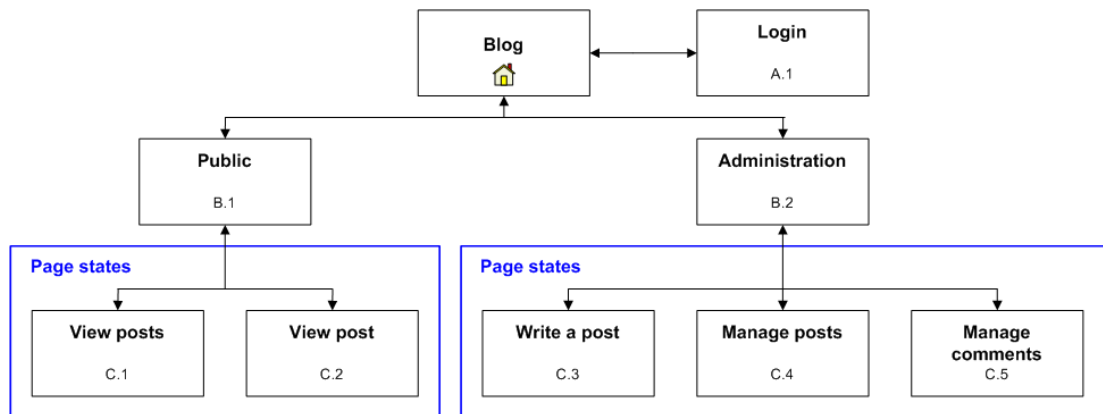 Blog
Login
A.1
Public
B.1
Administration
B.2
Page states
View posts
C.1
View post
C.2
Page states
Write a post
C.3
Manage posts
C.4
Manage
comments
C.5